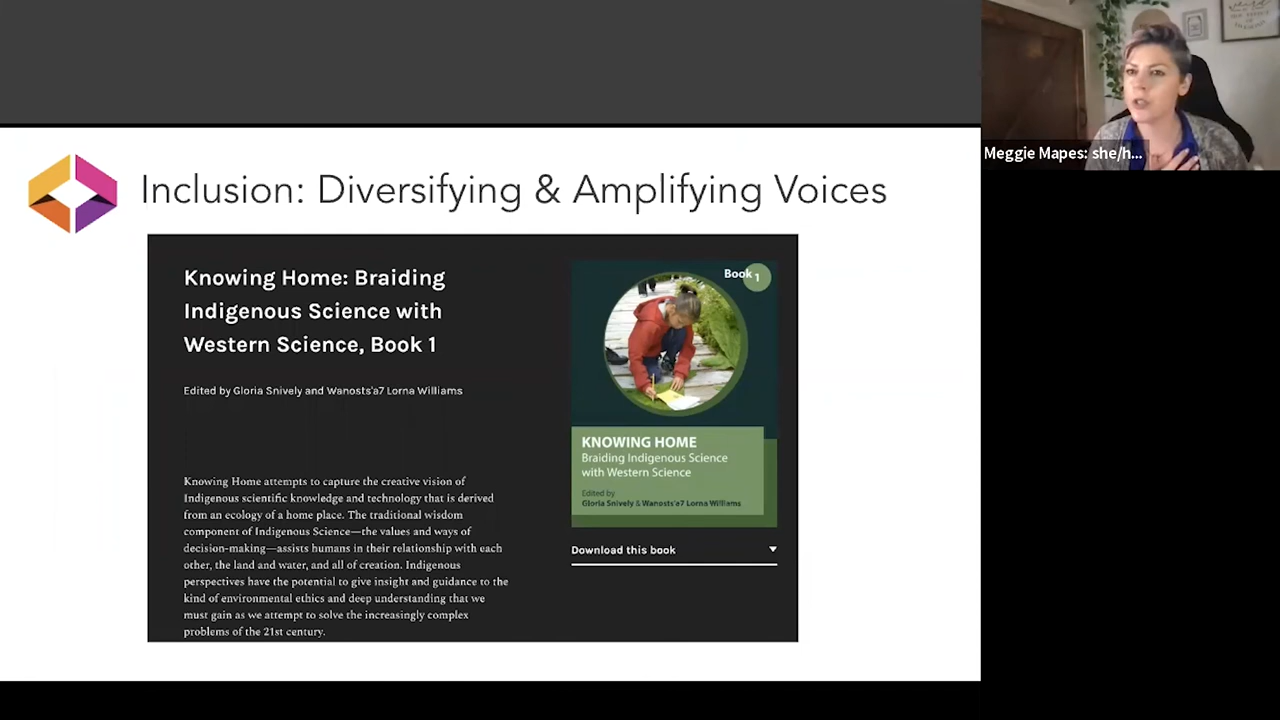 Inclusion: Diversifying & Amplifying Voices
Knowing Home: Braiding
Indigenous Science with
Western Science, Book 1
Edited by Gloria Snively and Wanosts'a7 Lorna Williams
Knowing Home attempts to capture the creative vision of
Indigenous scientific knowledge and technology that is derived
from an ecology of a home place. The traditional wisdom
component of Indigenous Science—the values and ways of
decision-making—assists humans in their relationship with each
other, the land and water, and all of creation. Indigenous
perspectives have the potential to give insight and guidance to the
kind of environmental ethics and deep understanding that we
must gain as we attempt to solve the increasingly complex
problems of the 21st century.
Book 1
KNOWING HOME
Braiding Indigenous Science
with Western Science
Edited by
Gloria Snively & Wanosts'a7 Lorna Williams
Download this book
Meggie Mapes: she/h...